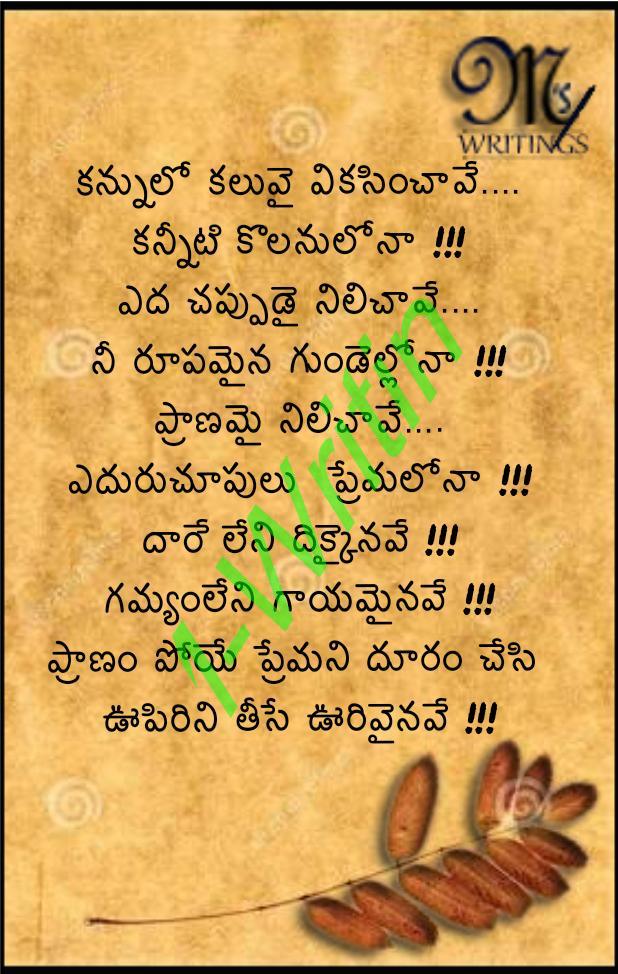 M's
WRITINGS
కన్నులో కలువై వికసించావే....
కన్నీటి కొలనులోనా !!!
ఎద చప్పుడై నిలిచావే....
నీ రూపమైన గుండెల్లోనా !!!
ప్రాణమై నిలిచావే....
ఎదురుచూపులు ప్రేమలోనా !!!
దారే లేని దిక్కైనవే !!!
గమ్యంలేని గాయమైనవే !!!
ప్రాణం పోయే ప్రేమని దూరం చేసి
ఊపిరిని తీసే ఊరివైనవే !!!